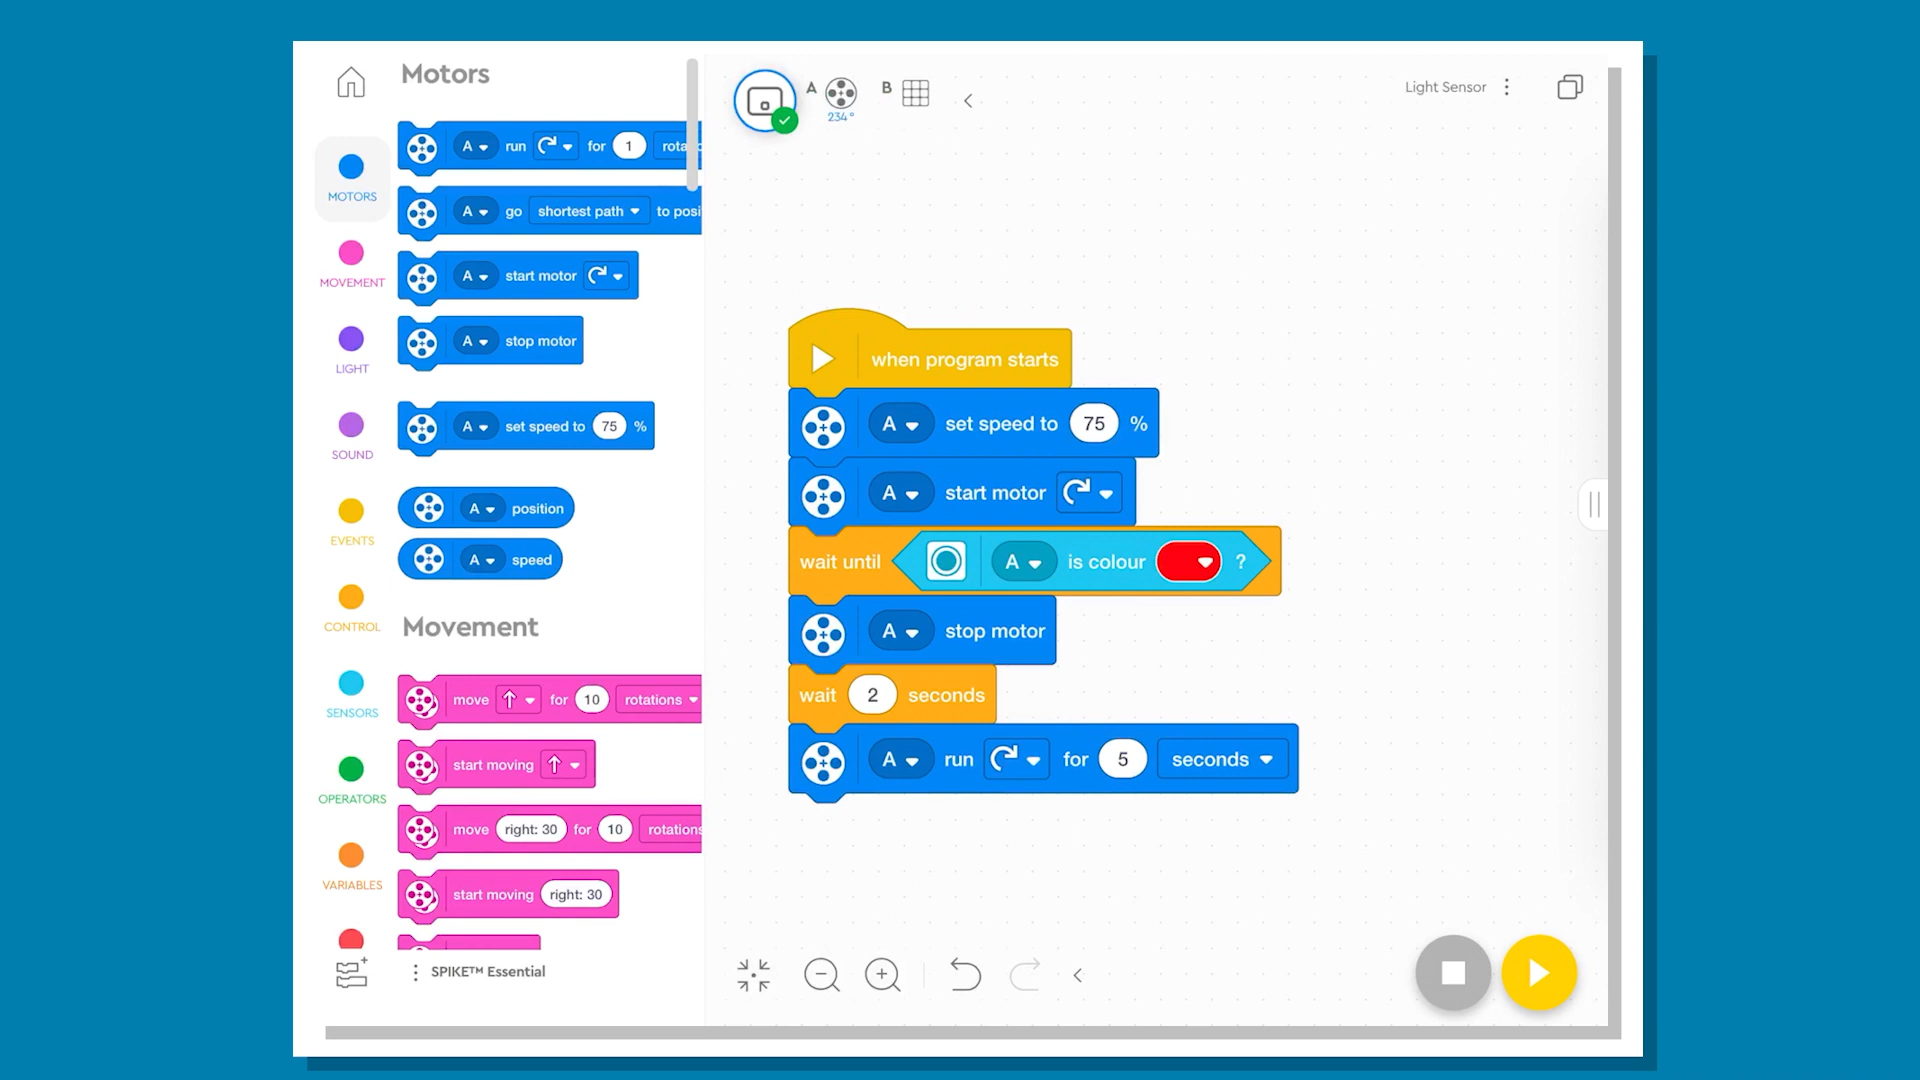 Motors
A run for 1
A go shortest path to
A start motor
A stop motor
A set speed to 75 %
A position
A speed
Movement
move for 10 rotations
start moving
move right: 30 for 10 rotations
start moving right: 30
MOTORS
MOVEMENT
LIGHT
SOUND
EVENTS
CONTROL
SENSORS
OPERATORS
VARIABLES
SPIKE™ Essential
A
234°
B
Light Sensor
when program starts
A set speed to 75 %
A start motor
wait until A is colour ?
A stop motor
wait 2 seconds
A run for 5 seconds